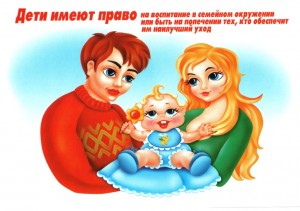 Дети имеют право на воспитание в семейном окружении
или быть на попечении тех, кто обеспечит
им наилучший уход